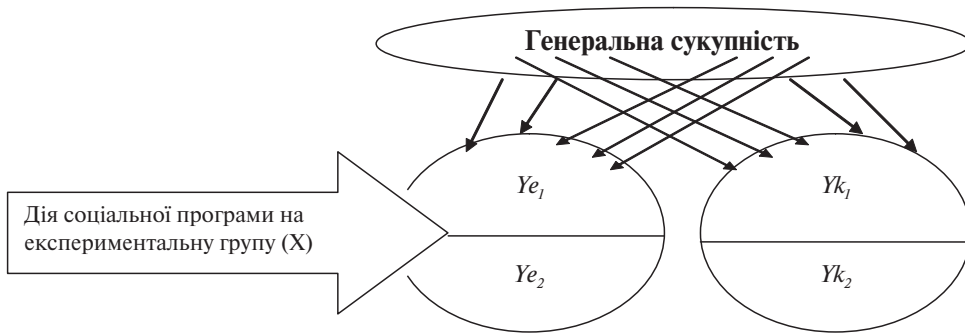 Генеральна сукупність
Ye₁
Yk₁
Дія соціальної програми на
експериментальну групу (X)
Ye₂
Yk₂